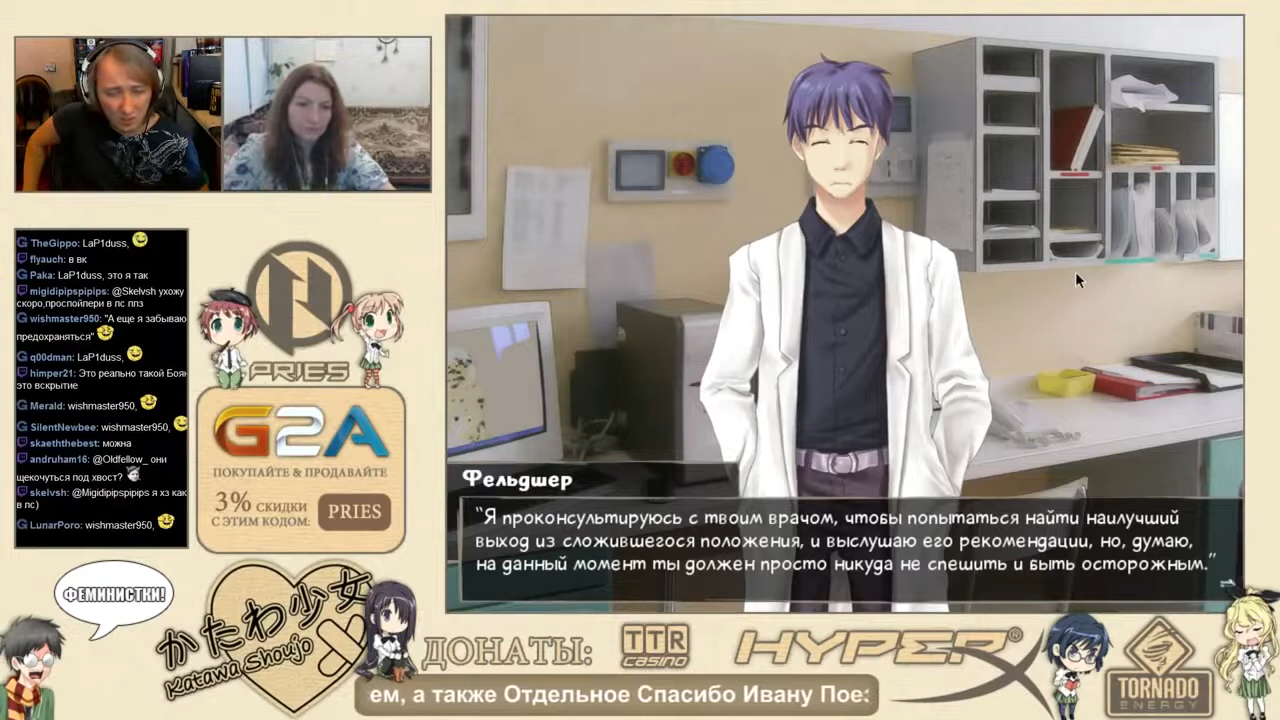 TheGippo: LaP1duss,
flyauch: в вк
Paka: LaP1duss, это я так
migidipipspipips: @Skelvsh ухожу
скоро,проспойпери в пс ппз
wishmaster950: "А еще я забываю
предохраняться"
q00dman: LaP1duss,
himper21: Это реально такой Боян
это вскрытие
Merald: wishmaster950,
SilentNewbee: wishmaster950,
skaeththebest: можна
andruham16: @Oldfellow_ они
щекочуться под хвост?
skelvsh: @Migidipipspipips я хз как
в пс)
LunarPoro: wishmaster950,
PRIES
G2A
ПОКУПАЙТЕ & ПРОДАВАЙТЕ
3% СКИДКИ
С ЭТИМ КОДОМ:
PRIES
Фельдшер
“Я проконсультируюсь с твоим врачом, чтобы попытаться найти наилучший
выход из сложившегося положения, и выслушаю его рекомендации, но, думаю,
на данный момент ты должен просто никуда не спешить и быть осторожным.”
ФЕМИНИСТКИ!
かたわ少女
Katawa Shoujo
ДОНАТЫ:
TTR
CASINO
HYPERX®
TORNADO
ENERGY
ем, а также Отдельное Спасибо Ивану Пое: